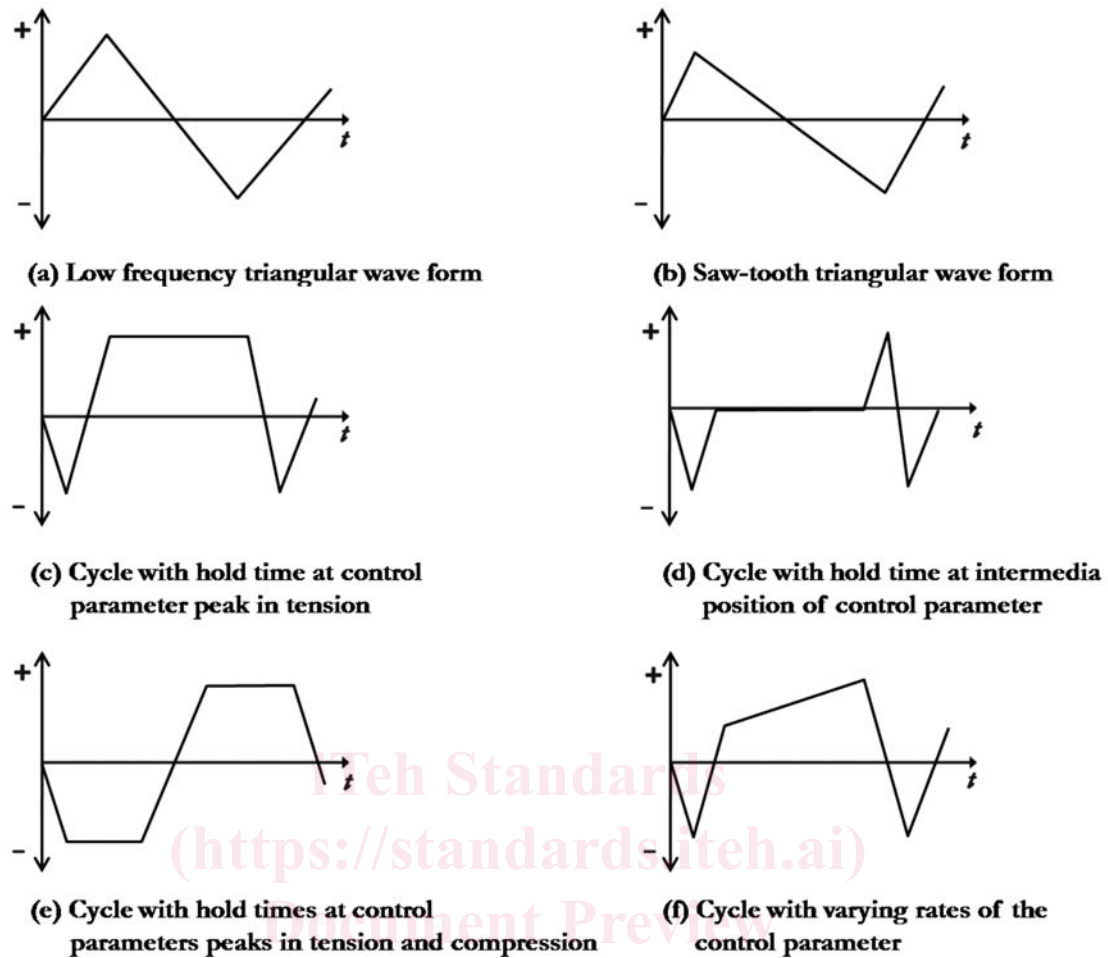 +
+
t
t
−
−
(a) Low frequency triangular wave form
(b) Saw-tooth triangular wave form
+
+
t
t
−
−
(c) Cycle with hold time at control
parameter peak in tension
(d) Cycle with hold time at intermedia
position of control parameter
+
+
iTeh Standards
t
t
(https://standards.iteh.ai)
−
−
(e) Cycle with hold times at control
parameters peaks in tension and compression
(f) Cycle with varying rates of the
control parameter
Document Preview